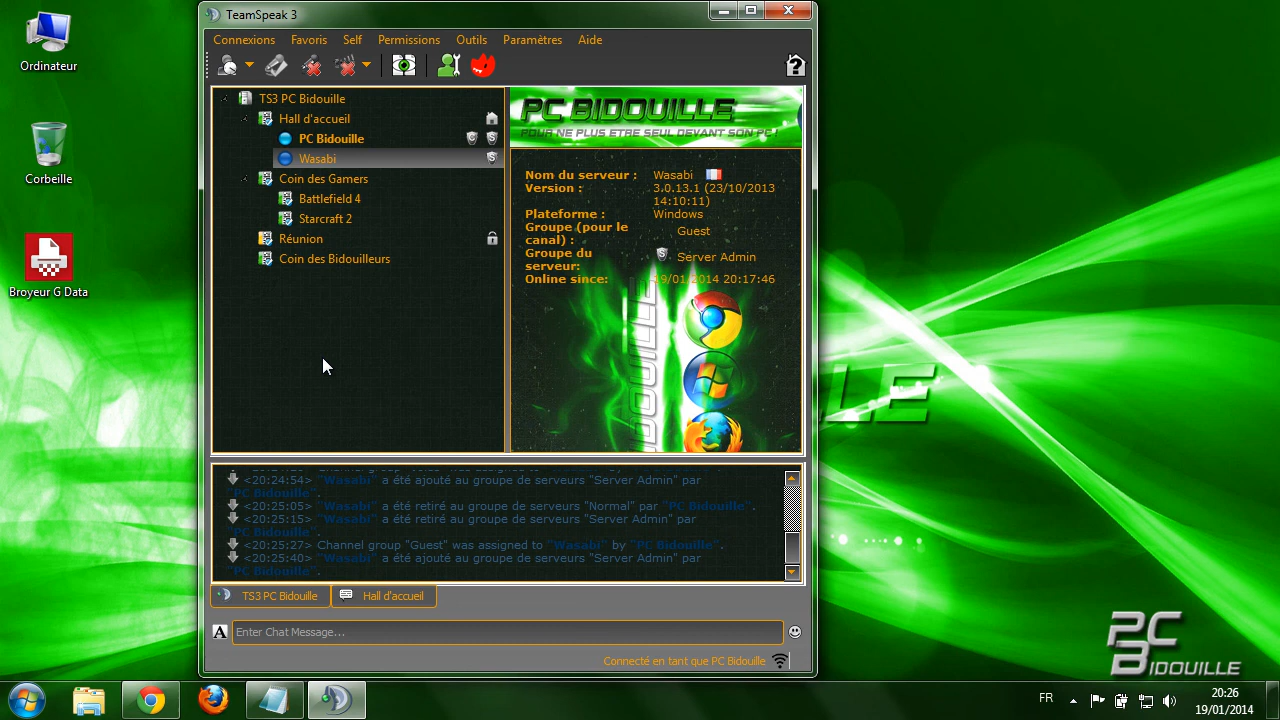 Ordinateur
Corbeille
Broyeur G Data
TeamSpeak 3
Connexions Favoris Self Permissions Outils Paramètres Aide
TS3 PC Bidouille
Hall d'accueil
PC Bidouille
Wasabi
Coin des Gamers
Battlefield 4
Starcraft 2
Réunion
Coin des Bidouilleurs
PC BIDOUILLE
POUR NE PLUS ETRE SEUL DEVANT SON PC !
Nom du serveur : Wasabi
Version : 3.0.13.1 (23/10/2013
14:10:11)
Plateforme : Windows
Groupe (pour le
canal) : Guest
Groupe du
serveur: Server Admin
Online since: 19/01/2014 20:17:46
<20:24:54> "Wasabi" a été ajouté au groupe de serveurs "Server Admin" par
"PC Bidouille".
<20:25:05> "Wasabi" a été retiré au groupe de serveurs "Normal" par "PC Bidouille".
<20:25:15> "Wasabi" a été retiré au groupe de serveurs "Server Admin" par
"PC Bidouille".
<20:25:27> Channel group "Guest" was assigned to "Wasabi" by "PC Bidouille".
<20:25:40> "Wasabi" a été ajouté au groupe de serveurs "Server Admin" par
"PC Bidouille".
TS3 PC Bidouille Hall d'accueil
A Enter Chat Message...
Connecté en tant que PC Bidouille
PC
BIDOUILLE
FR
20:26
19/01/2014